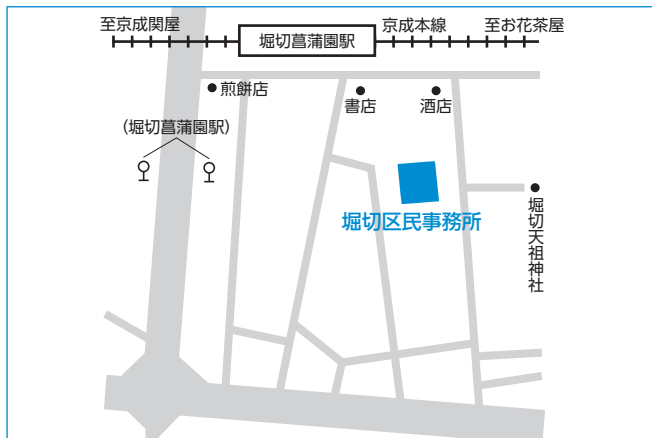 至京成関屋
堀切菖蒲園駅
京成本線
至お花茶屋
煎餅店
書店
酒店
(堀切菖蒲園駅)
堀切区民事務所
堀切天祖神社